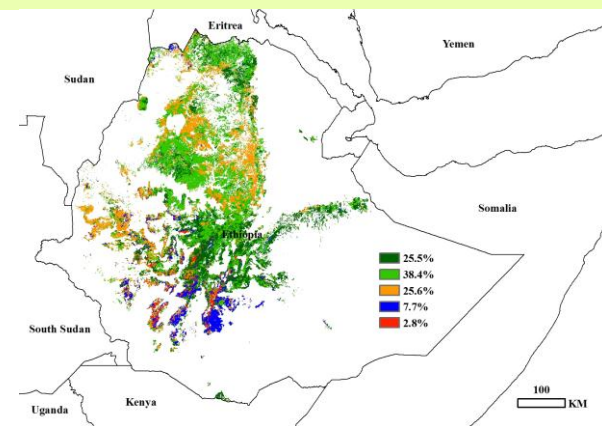 Eritrea
Yemen
Sudan
Somalia
Ethiopia
25.5%
38.4%
25.6%
7.7%
2.8%
South Sudan
100
KM
Kenya
Uganda